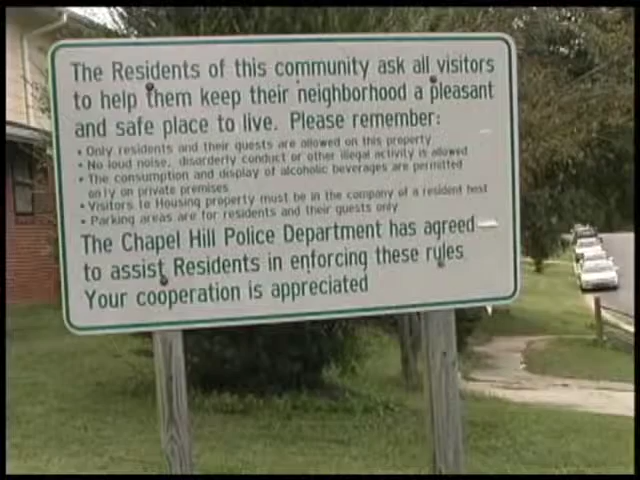 The Residents of this community ask all visitors
to help them keep their neighborhood a pleasant
and safe place to live. Please remember:
• Only residents and their guests are allowed on this property
• No loud noise, disorderly conduct or other illegal activity is allowed
• The consumption and display of alcoholic beverages are permitted
only on private premises
• Visitors to Housing property must be in the company of a resident host
• Parking areas are for residents and their guests only
The Chapel Hill Police Department has agreed
to assist Residents in enforcing these rules
Your cooperation is appreciated